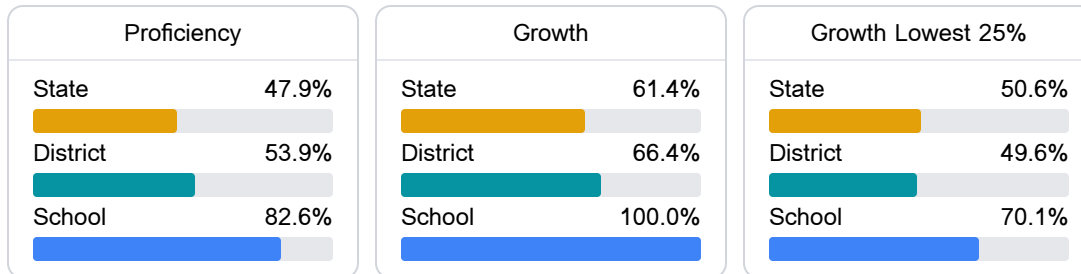 Proficiency
State 47.9%
District 53.9%
School 82.6%
Growth
State 61.4%
District 66.4%
School 100.0%
Growth Lowest 25%
State 50.6%
District 49.6%
School 70.1%